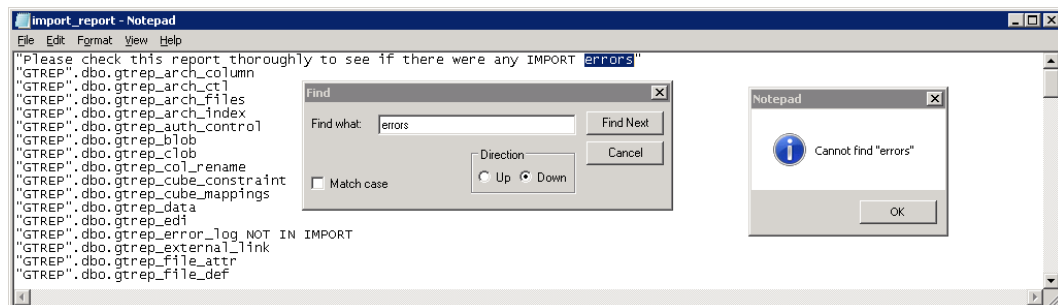 import_report - Notepad
File Edit Format View Help
"Please check this report thoroughly to see if there were any IMPORT errors"
"GTREP".dbo.gtrep_arch_column
"GTREP".dbo.gtrep_arch_ctl
"GTREP".dbo.gtrep_arch_files
"GTREP".dbo.gtrep_arch_index
"GTREP".dbo.gtrep_auth_control
"GTREP".dbo.gtrep_blob
"GTREP".dbo.gtrep_clob
"GTREP".dbo.gtrep_col_rename
"GTREP".dbo.gtrep_cube_constraint
"GTREP".dbo.gtrep_cube_mappings
"GTREP".dbo.gtrep_data
"GTREP".dbo.gtrep_edi
"GTREP".dbo.gtrep_error_log NOT IN IMPORT
"GTREP".dbo.gtrep_external_link
"GTREP".dbo.gtrep_file_attr
"GTREP".dbo.gtrep_file_def
Find
Find what: errors
Find Next
Cancel
Direction
Up Down
Match case
Notepad
Cannot find "errors"
OK